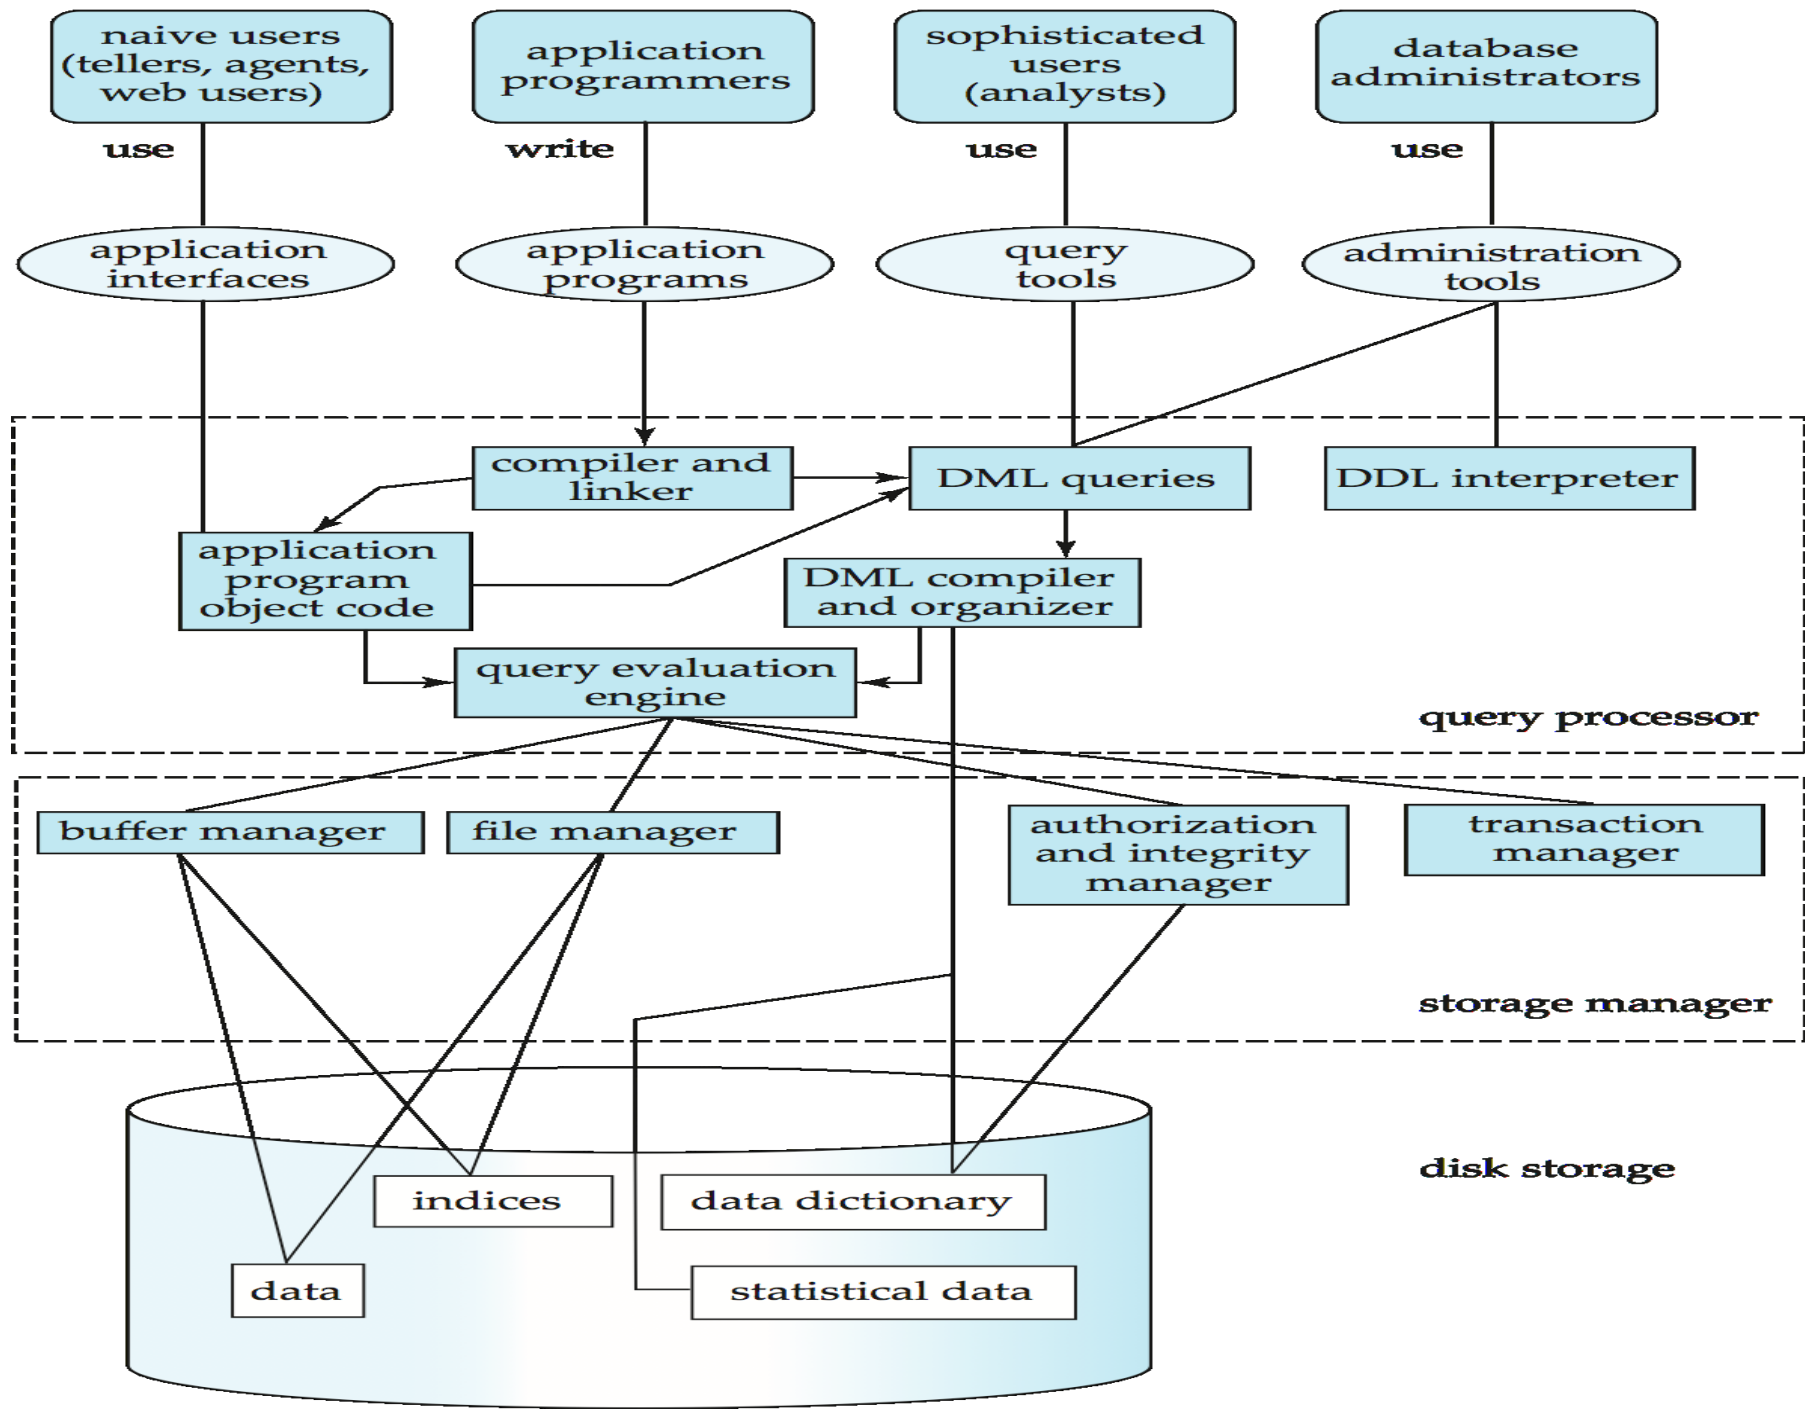 naive users
(tellers, agents,
web users)
application
programmers
sophisticated
users
(analysts)
database
administrators
use
write
use
use
application
interfaces
application
programs
query
tools
administration
tools
compiler and
linker
DML queries
DDL interpreter
application
program
object code
DML compiler
and organizer
query evaluation
engine
query processor
buffer manager
file manager
authorization
and integrity
manager
transaction
manager
storage manager
disk storage
indices
data dictionary
data
statistical data